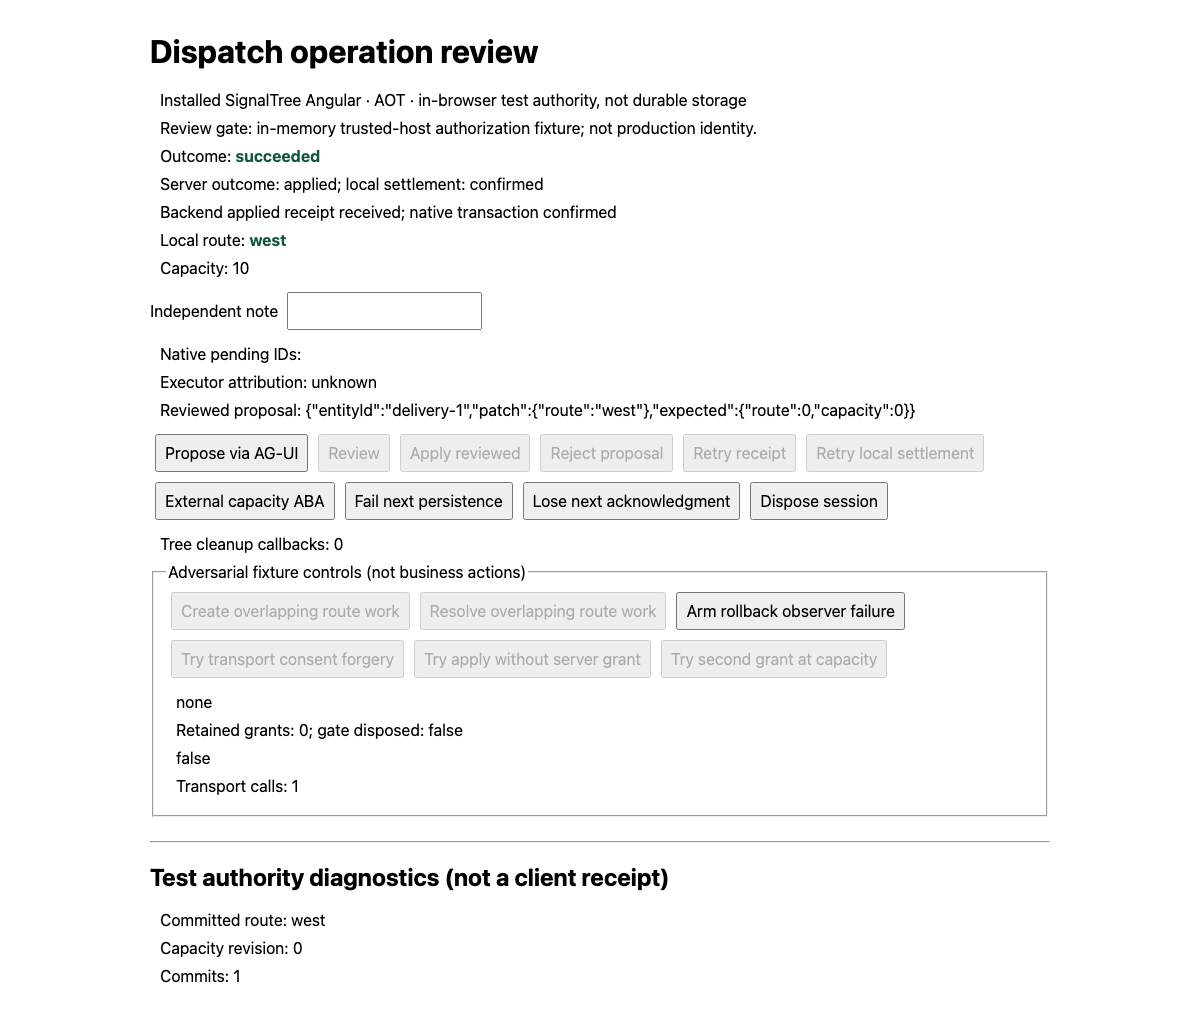 Dispatch operation review
Installed SignalTree Angular · AOT · in-browser test authority, not durable storage
Review gate: in-memory trusted-host authorization fixture; not production identity.
Outcome: succeeded
Server outcome: applied; local settlement: confirmed
Backend applied receipt received; native transaction confirmed
Local route: west
Capacity: 10
Independent note
Native pending IDs:
Executor attribution: unknown
Reviewed proposal: {"entityId":"delivery-1","patch":{"route":"west"},"expected":{"route":0,"capacity":0}}
Propose via AG-UI Review Apply reviewed Reject proposal Retry receipt Retry local settlement
External capacity ABA Fail next persistence Lose next acknowledgment Dispose session
Tree cleanup callbacks: 0
Adversarial fixture controls (not business actions)
Create overlapping route work Resolve overlapping route work Arm rollback observer failure
Try transport consent forgery Try apply without server grant Try second grant at capacity
none
Retained grants: 0; gate disposed: false
false
Transport calls: 1
Test authority diagnostics (not a client receipt)
Committed route: west
Capacity revision: 0
Commits: 1